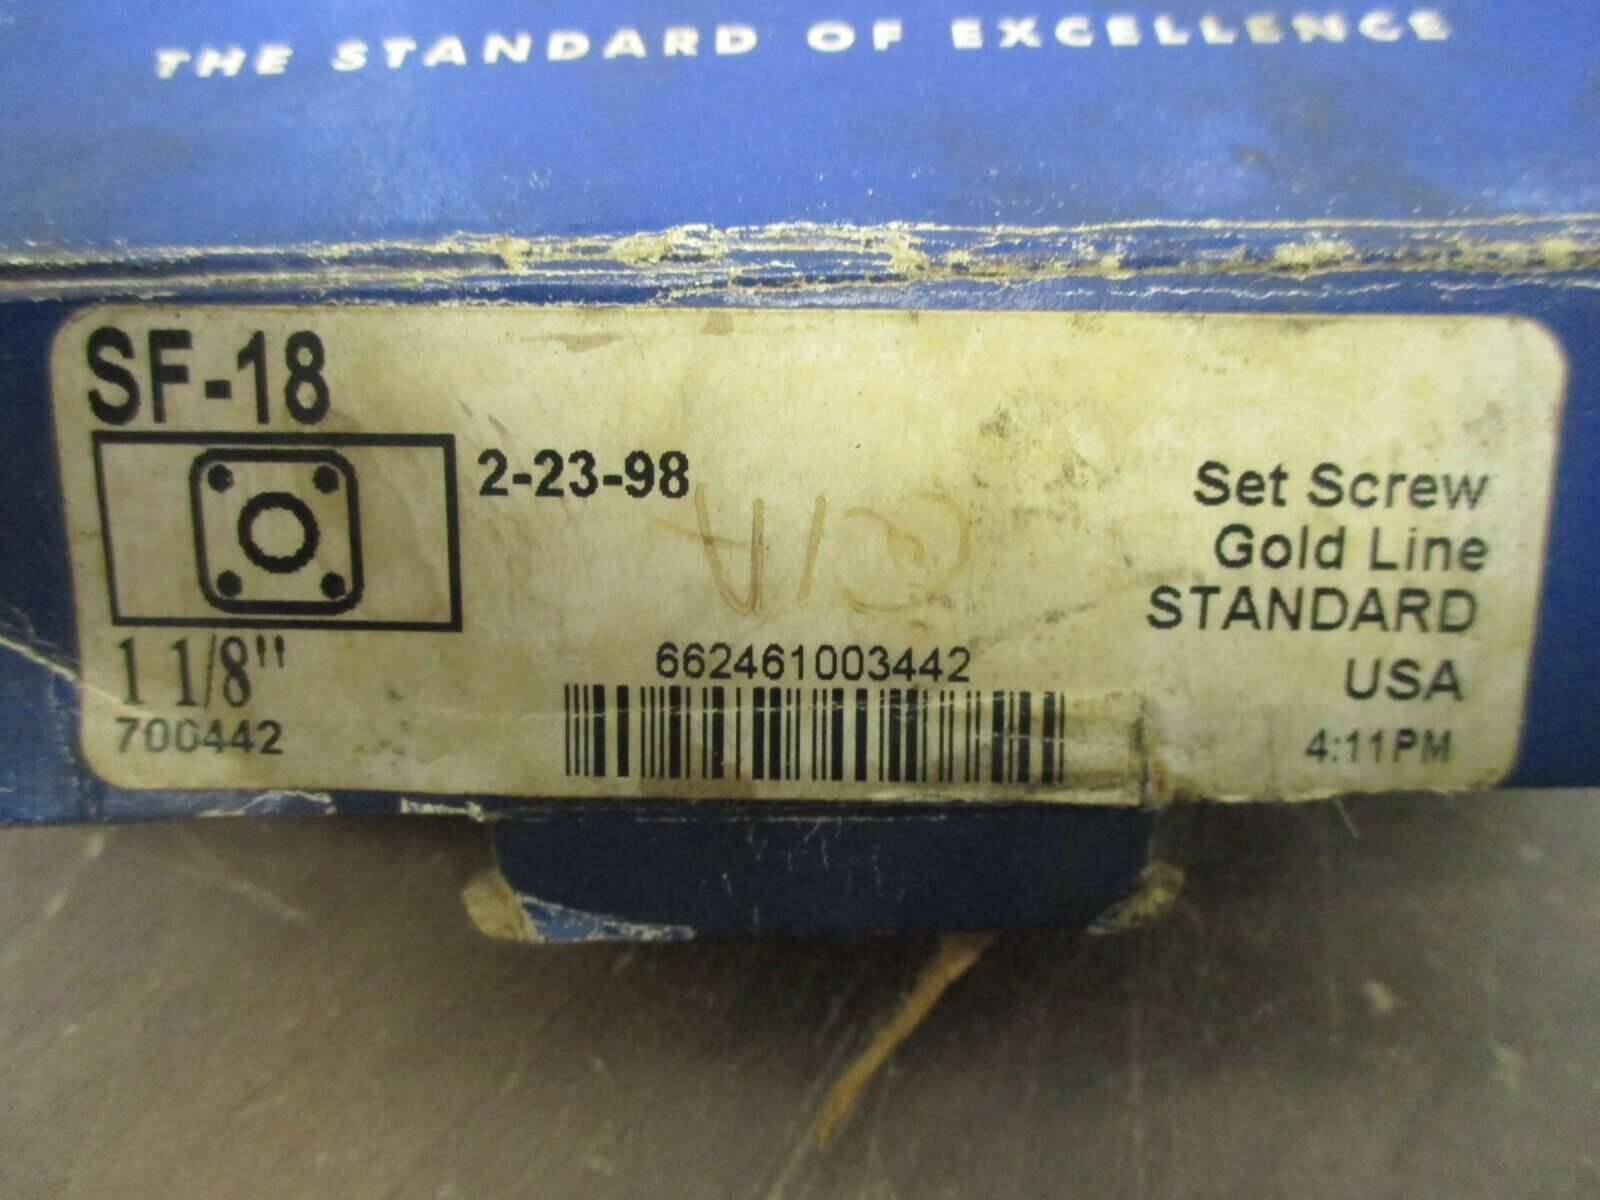 THE STANDARD OF EXCELLENCE
SF-18
2-23-98
1 1/8"
700442
662461003442
Set Screw
Gold Line
STANDARD
USA
4:11PM